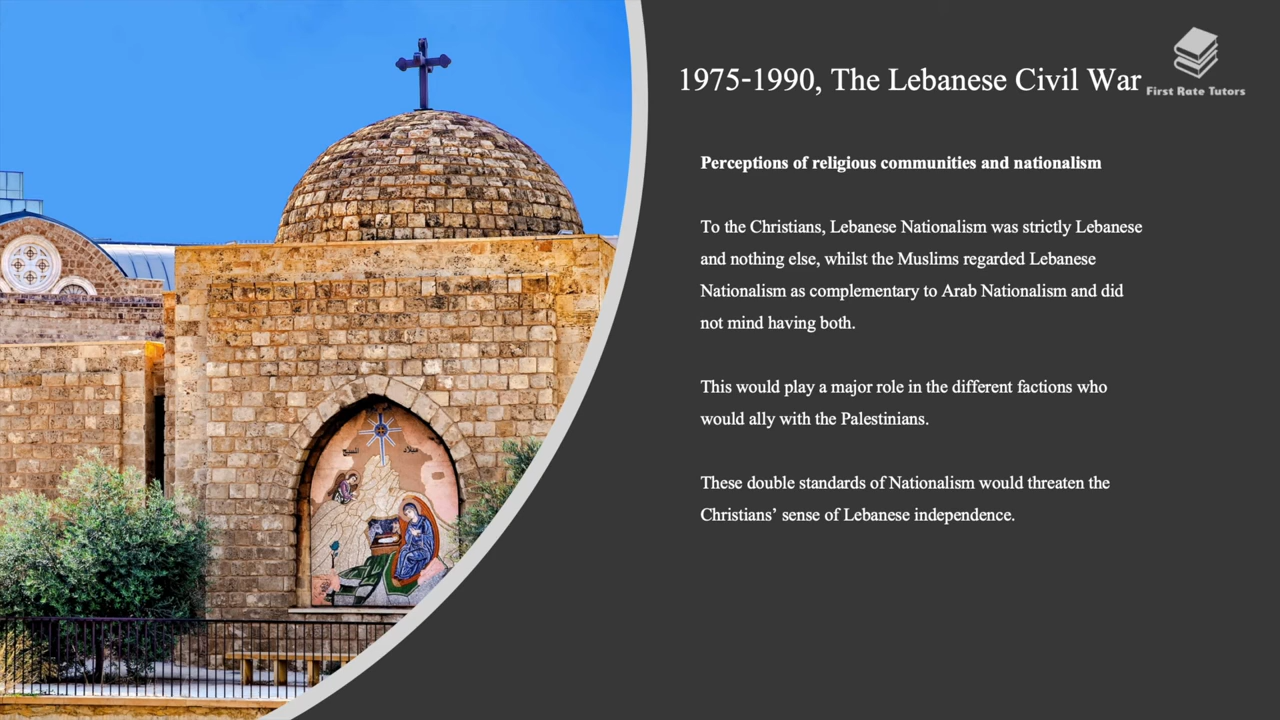 1975-1990, The Lebanese Civil War
First Rate Tutors
Perceptions of religious communities and nationalism
To the Christians, Lebanese Nationalism was strictly Lebanese
and nothing else, whilst the Muslims regarded Lebanese
Nationalism as complementary to Arab Nationalism and did
not mind having both.
This would play a major role in the different factions who
would ally with the Palestinians.
These double standards of Nationalism would threaten the
Christians’ sense of Lebanese independence.
ميلاد المسيح